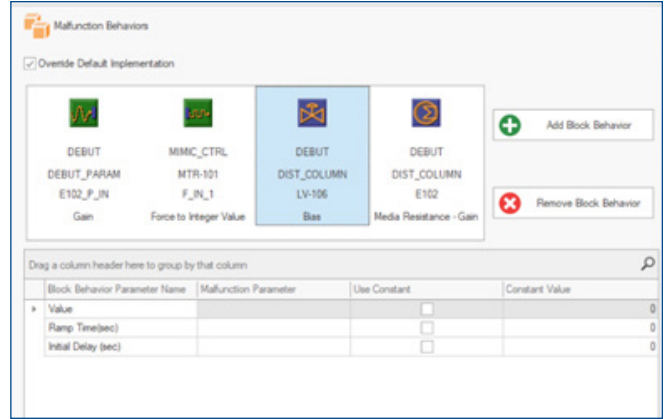 Malfunction Behaviors
Override Default Implementation
DEBUT MIMIC_CTRL DEBUT DEBUT
DEBUT_PARAM MTR-101 DIST_COLUMN DIST_COLUMN
E102_P_IN F_IN_1 LV-106 E102
Gain Force to Integer Value Bias Media Resistance - Gain
Add Block Behavior
Remove Block Behavior
Drag a column header here to group by that column
Block Behavior Parameter Name Malfunction Parameter Use Constant Constant Value
Value 0
Ramp Time(sec) 0
Initial Delay (sec) 0